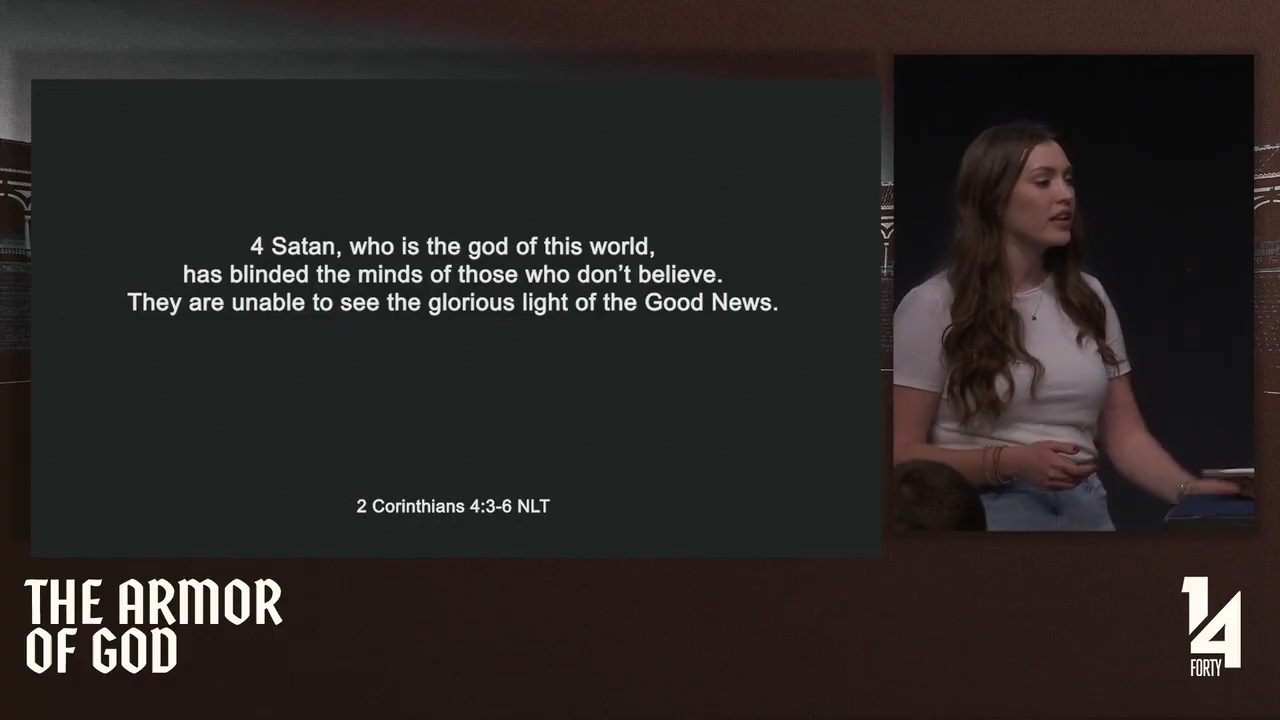 4 Satan, who is the god of this world,
has blinded the minds of those who don’t believe.
They are unable to see the glorious light of the Good News.
2 Corinthians 4:3-6 NLT
THE ARMOR
OF GOD
14
FORTY